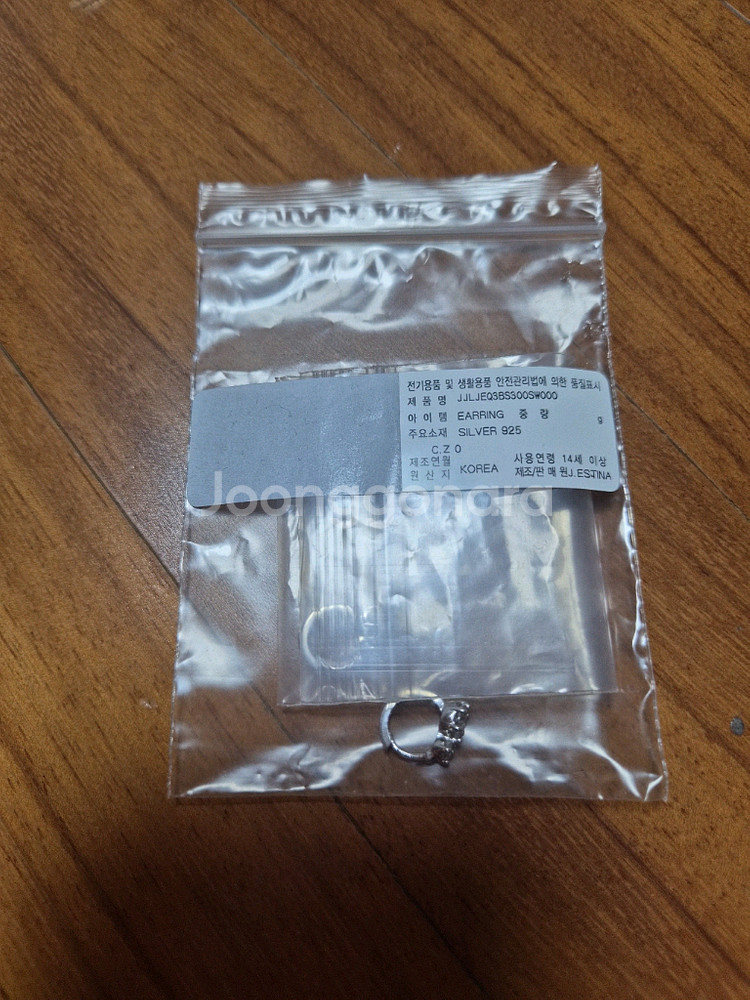 전기용품 및 생활용품 안전관리법에 의한 품질표시
제 품 명 JJLJEQ3BS300SW000
아 이 템 EARRING 중 량 g
주요소재 SILVER 925
C.Z 0
제조연월 사용연령 14세 이상
원 산 지 KOREA 제조/판 매 원J.ESTINA
Joonggonara